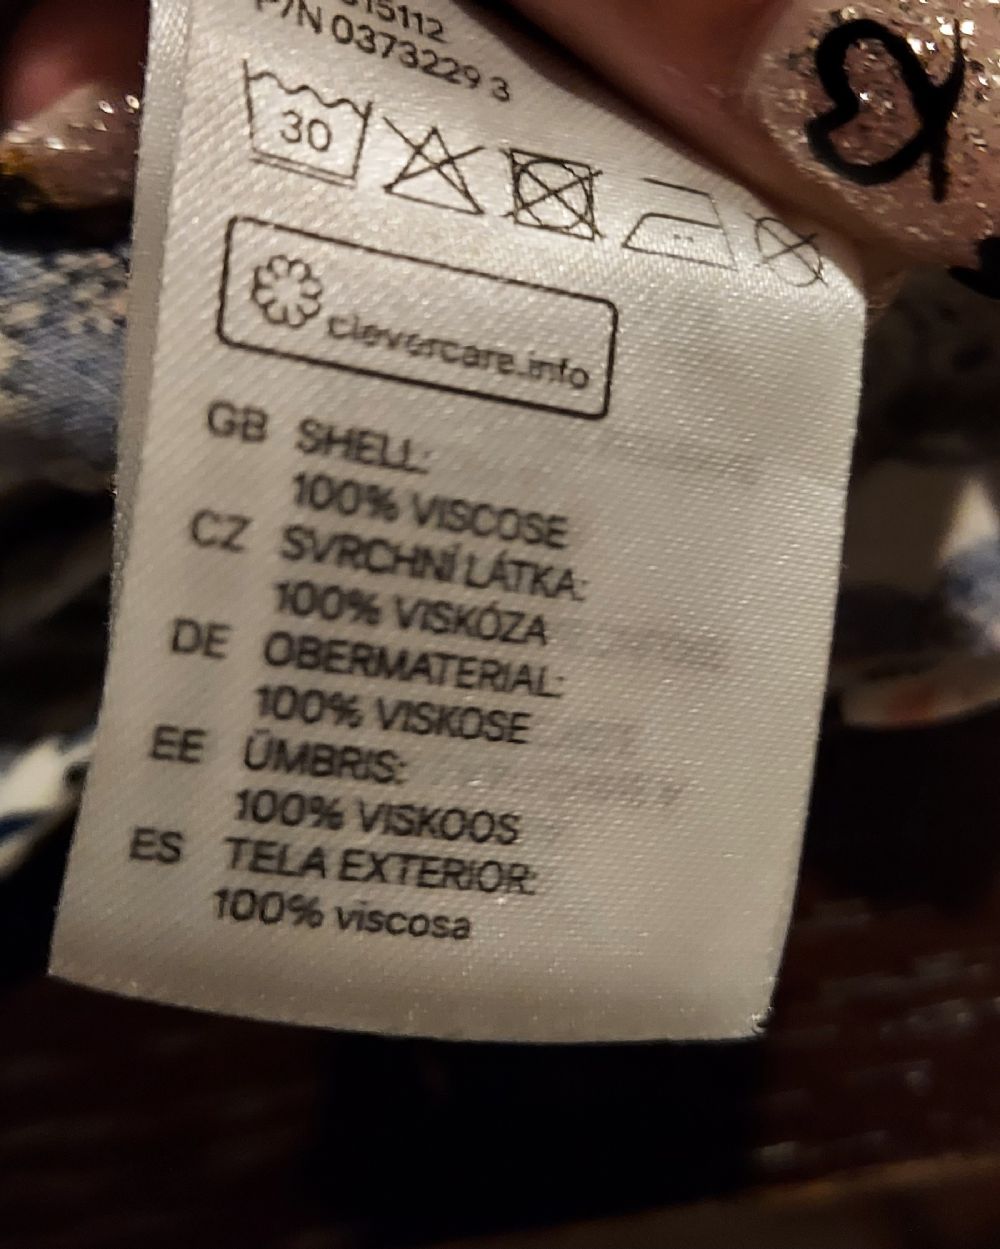 15112
P/N 0373229 3
30
clevercare.info
GB SHELL:
100% VISCOSE
CZ SVRCHNÍ LÁTKA:
100% VISKÓZA
DE OBERMATERIAL:
100% VISKOSE
EE ÜMBRIS:
100% VISKOOS
ES TELA EXTERIOR:
100% viscosa